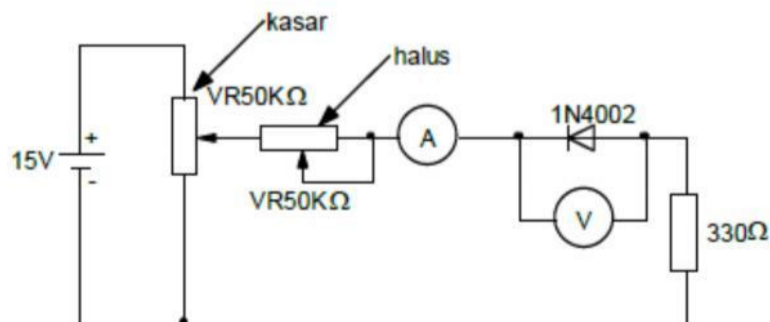 kasar
halus
VR50KΩ
1N4002
A
15V
+
-
VR50KΩ
V
330Ω